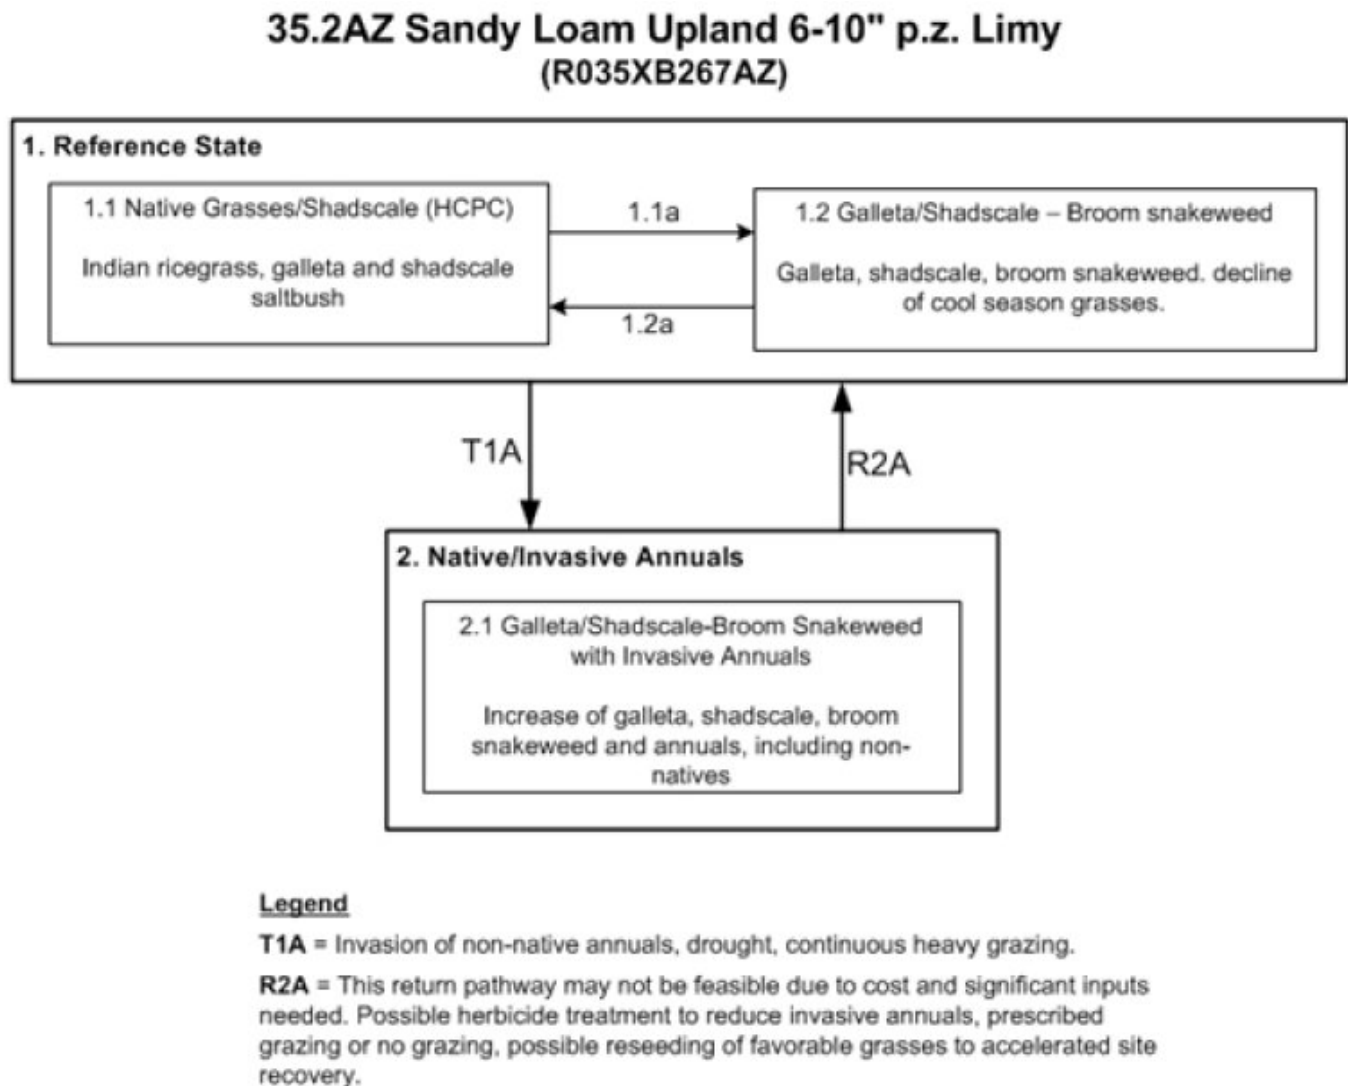 35.2AZ Sandy Loam Upland 6-10" p.z. Limy
(R035XB267AZ)
1. Reference State
1.1 Native Grasses/Shadscale (HCPC)
Indian ricegrass, galleta and shadscale
saltbush
1.1a
1.2a
1.2 Galleta/Shadscale – Broom snakeweed
Galleta, shadscale, broom snakeweed. decline
of cool season grasses.
T1A
R2A
2. Native/Invasive Annuals
2.1 Galleta/Shadscale-Broom Snakeweed
with Invasive Annuals
Increase of galleta, shadscale, broom
snakeweed and annuals, including non-
natives
Legend
T1A = Invasion of non-native annuals, drought, continuous heavy grazing.
R2A = This return pathway may not be feasible due to cost and significant inputs
needed. Possible herbicide treatment to reduce invasive annuals, prescribed
grazing or no grazing, possible reseeding of favorable grasses to accelerated site
recovery.